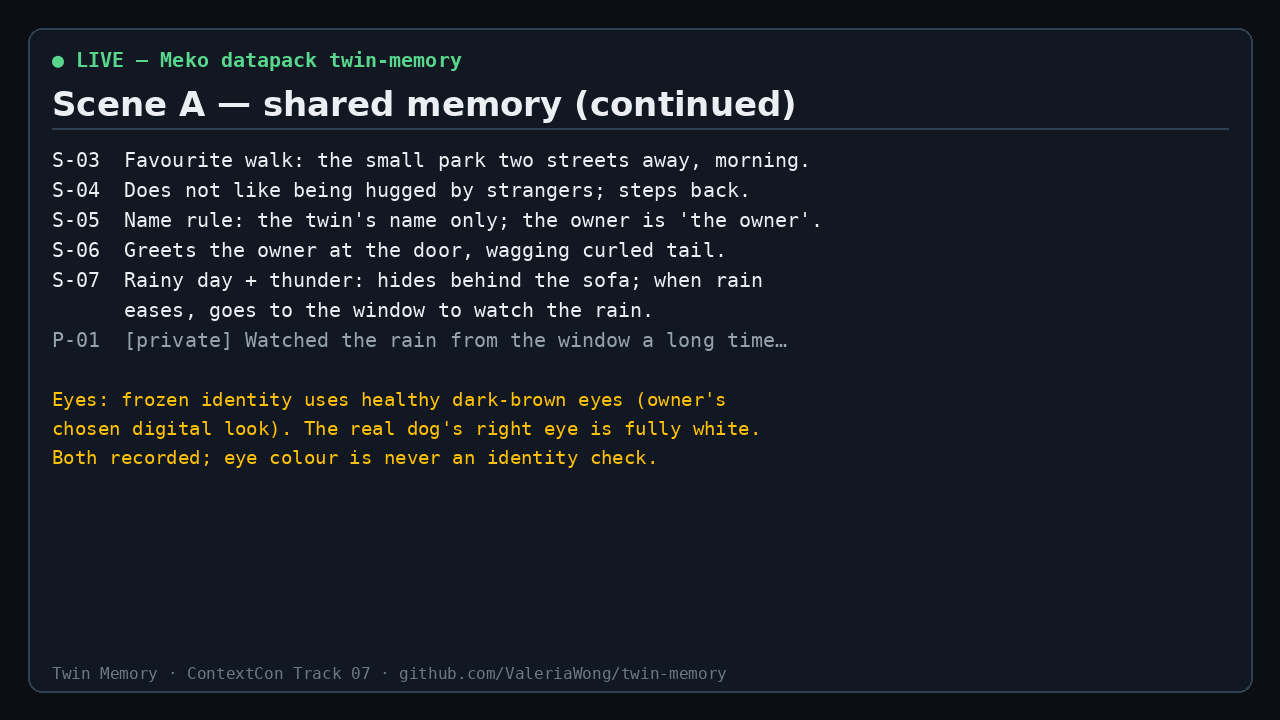 ● LIVE — Meko datapack twin-memory
Scene A — shared memory (continued)
S-03 Favourite walk: the small park two streets away, morning.
S-04 Does not like being hugged by strangers; steps back.
S-05 Name rule: the twin's name only; the owner is 'the owner'.
S-06 Greets the owner at the door, wagging curled tail.
S-07 Rainy day + thunder: hides behind the sofa; when rain
eases, goes to the window to watch the rain.
P-01 [private] Watched the rain from the window a long time…
Eyes: frozen identity uses healthy dark-brown eyes (owner's
chosen digital look). The real dog's right eye is fully white.
Both recorded; eye colour is never an identity check.
Twin Memory · ContextCon Track 07 · github.com/ValeriaWong/twin-memory